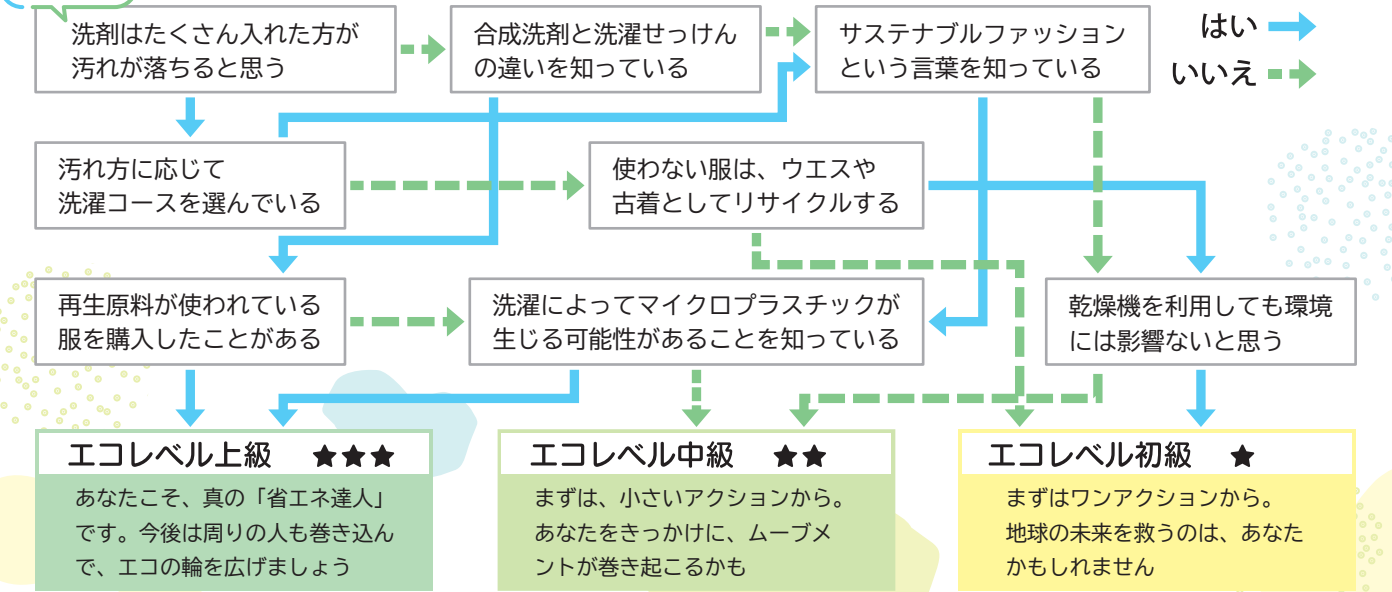 洗剤はたくさん入れた方が
汚れが落ちると思う
合成洗剤と洗濯せっけん
の違いを知っている
サステナブルファッション
という言葉を知っている
はい
いいえ
汚れ方に応じて
洗濯コースを選んでいる
使わない服は、ウエスや
古着としてリサイクルする
再生原料が使われている
服を購入したことがある
洗濯によってマイクロプラスチックが
生じる可能性があることを知っている
乾燥機を利用しても環境
には影響ないと思う
エコレベル上級 ★★★
あなたこそ、真の「省エネ達人」
です。今後は周りの人も巻き込ん
で、エコの輪を広げましょう
エコレベル中級 ★★
まずは、小さいアクションから。
あなたをきっかけに、ムーブメ
ントが巻き起こるかも
エコレベル初級 ★
まずはワンアクションから。
地球の未来を救うのは、あなた
かもしれません